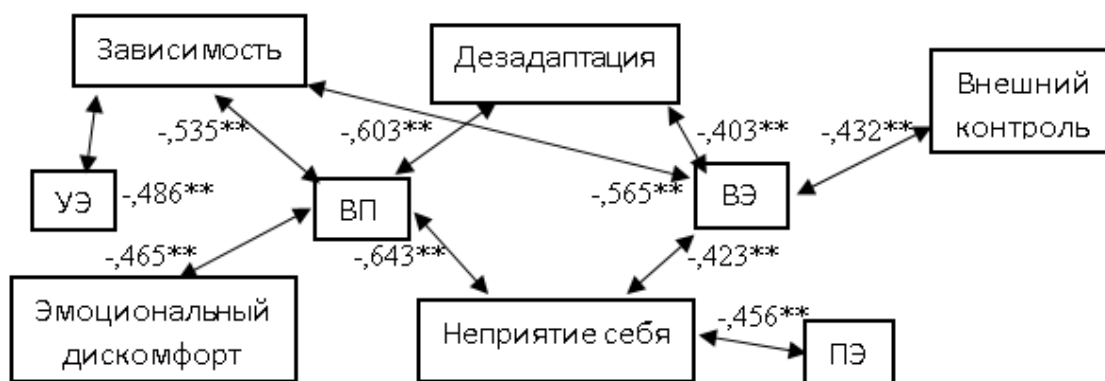 Зависимость
Дезадаптация
Внешний
контроль
-,535**
-,603**
-,403**
-,432**
УЭ
-,486**
ВП
-,565**
ВЭ
-,465**
-,643**
-,423**
Эмоциональный
дискомфорт
Неприятие себя
-,456**
ПЭ